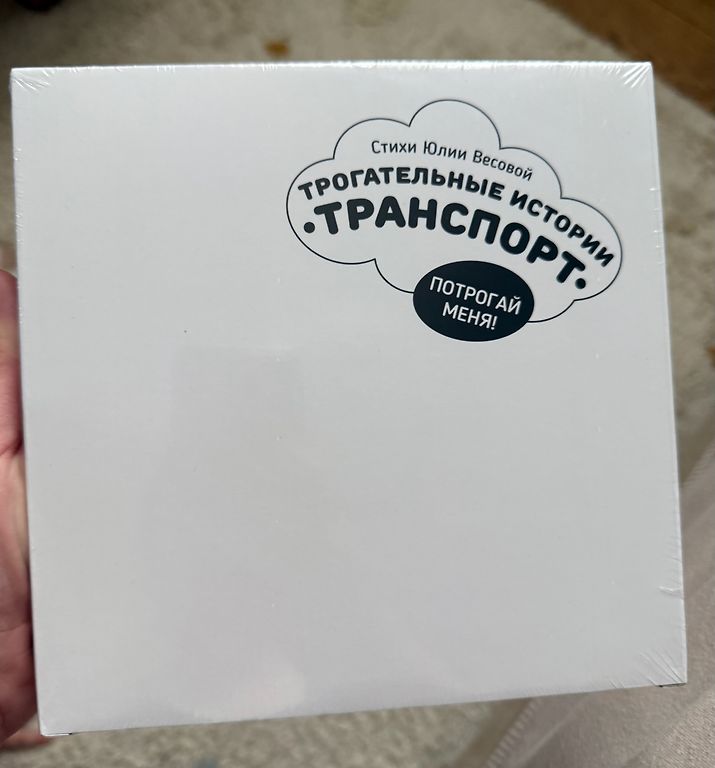 Стихи Юлии Весовой
ТРОГАТЕЛЬНЫЕ ИСТОРИИ
•ТРАНСПОРТ•
ПОТРОГАЙ
МЕНЯ!